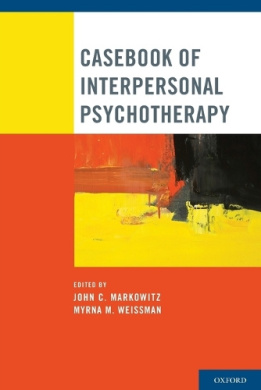 CASEBOOK OF
INTERPERSONAL
PSYCHOTHERAPY
EDITED BY
JOHN C. MARKOWITZ
MYRNA M. WEISSMAN
OXFORD